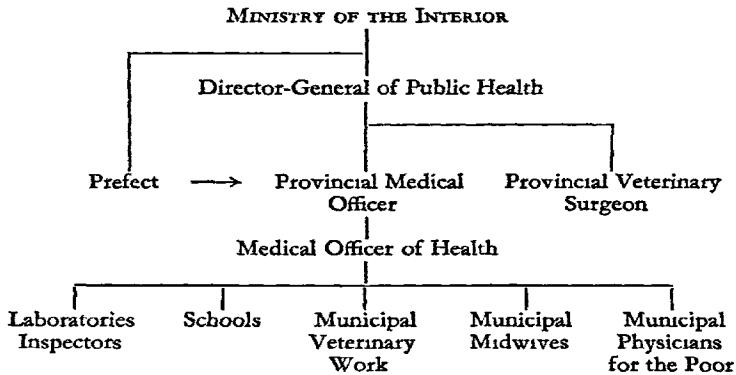 MINISTRY OF THE INTERIOR
Director-General of Public Health
Prefect → Provincial Medical Officer Provincial Veterinary Surgeon
Medical Officer of Health
Laboratories Inspectors Schools Municipal Veterinary Work Municipal Midwives Municipal Physicians for the Poor